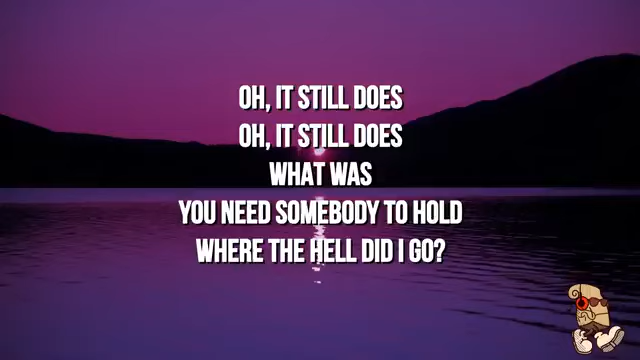 OH, IT STILL DOES
OH, IT STILL DOES
WHAT WAS
YOU NEED SOMEBODY TO HOLD
WHERE THE HELL DID I GO?